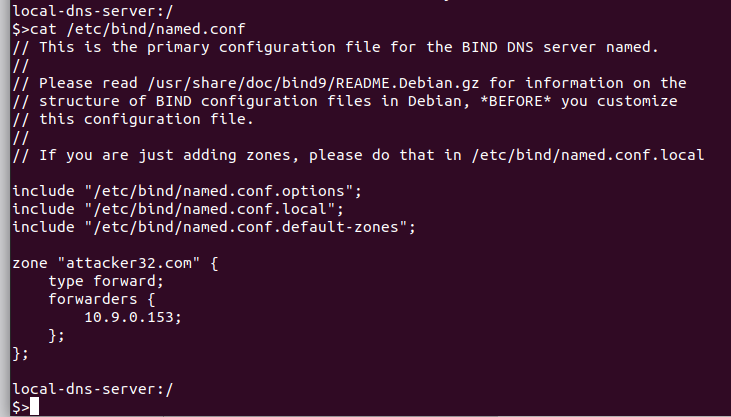 local-dns-server:/
$>cat /etc/bind/named.conf
// This is the primary configuration file for the BIND DNS server named.
//
// Please read /usr/share/doc/bind9/README.Debian.gz for information on the
// structure of BIND configuration files in Debian, *BEFORE* you customize
// this configuration file.
//
// If you are just adding zones, please do that in /etc/bind/named.conf.local

include "/etc/bind/named.conf.options";
include "/etc/bind/named.conf.local";
include "/etc/bind/named.conf.default-zones";

zone "attacker32.com" {
    type forward;
    forwarders {
        10.9.0.153;
    };
};

local-dns-server:/
$>